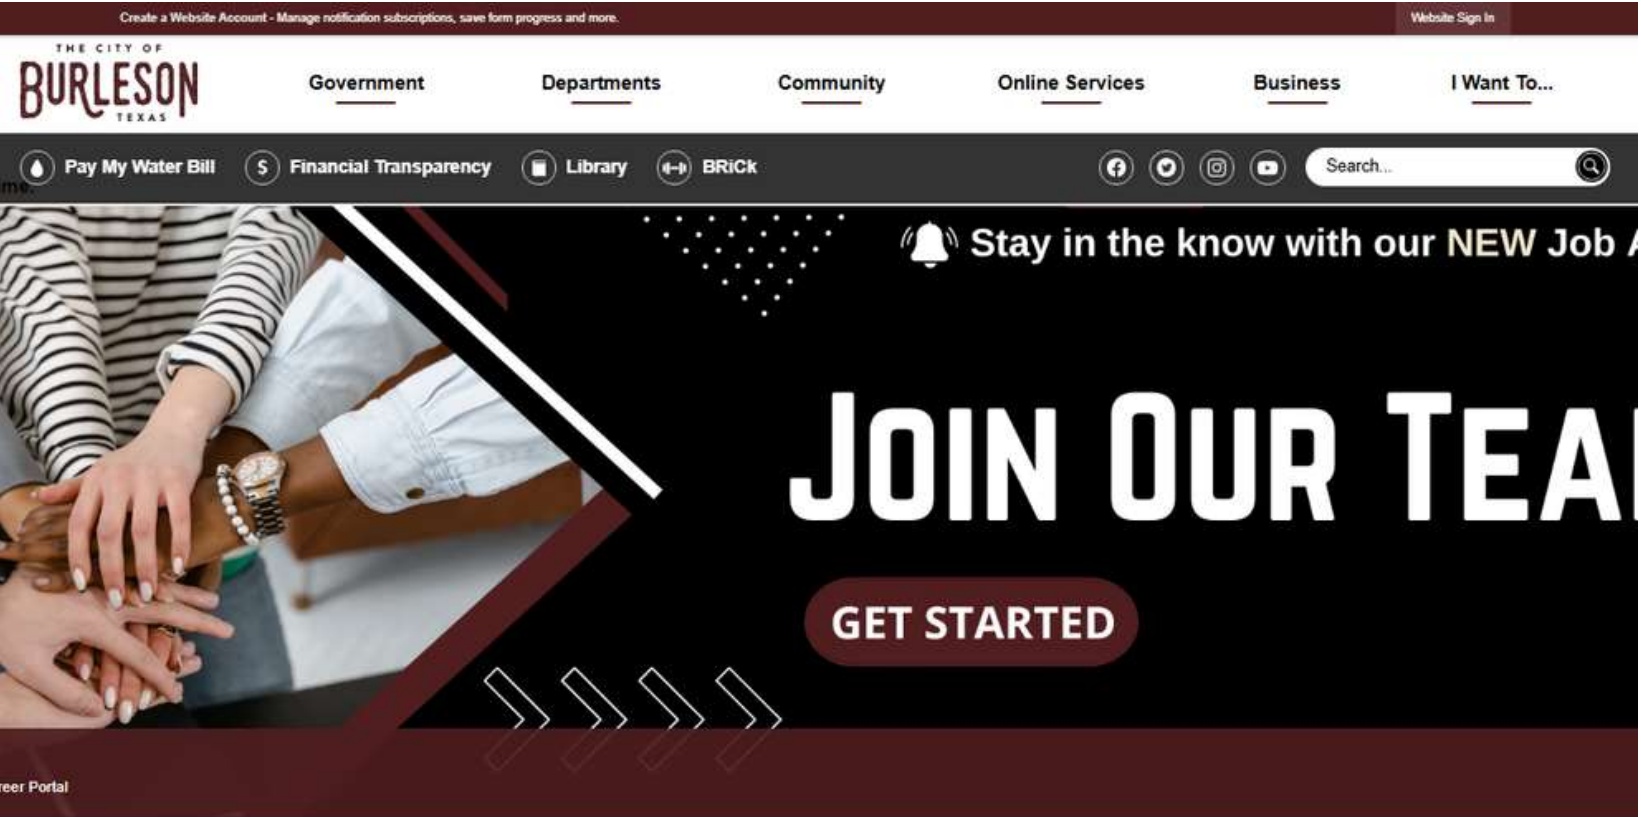 Create a Website Account - Manage notification subscriptions, save form progress and more.
Website Sign In
THE CITY OF
BURLESON
TEXAS
Government
Departments
Community
Online Services
Business
I Want To...
Pay My Water Bill
$ Financial Transparency
Library
BRiCk
Search...
Stay in the know with our NEW Job A
JOIN OUR TEA
GET STARTED
reer Portal